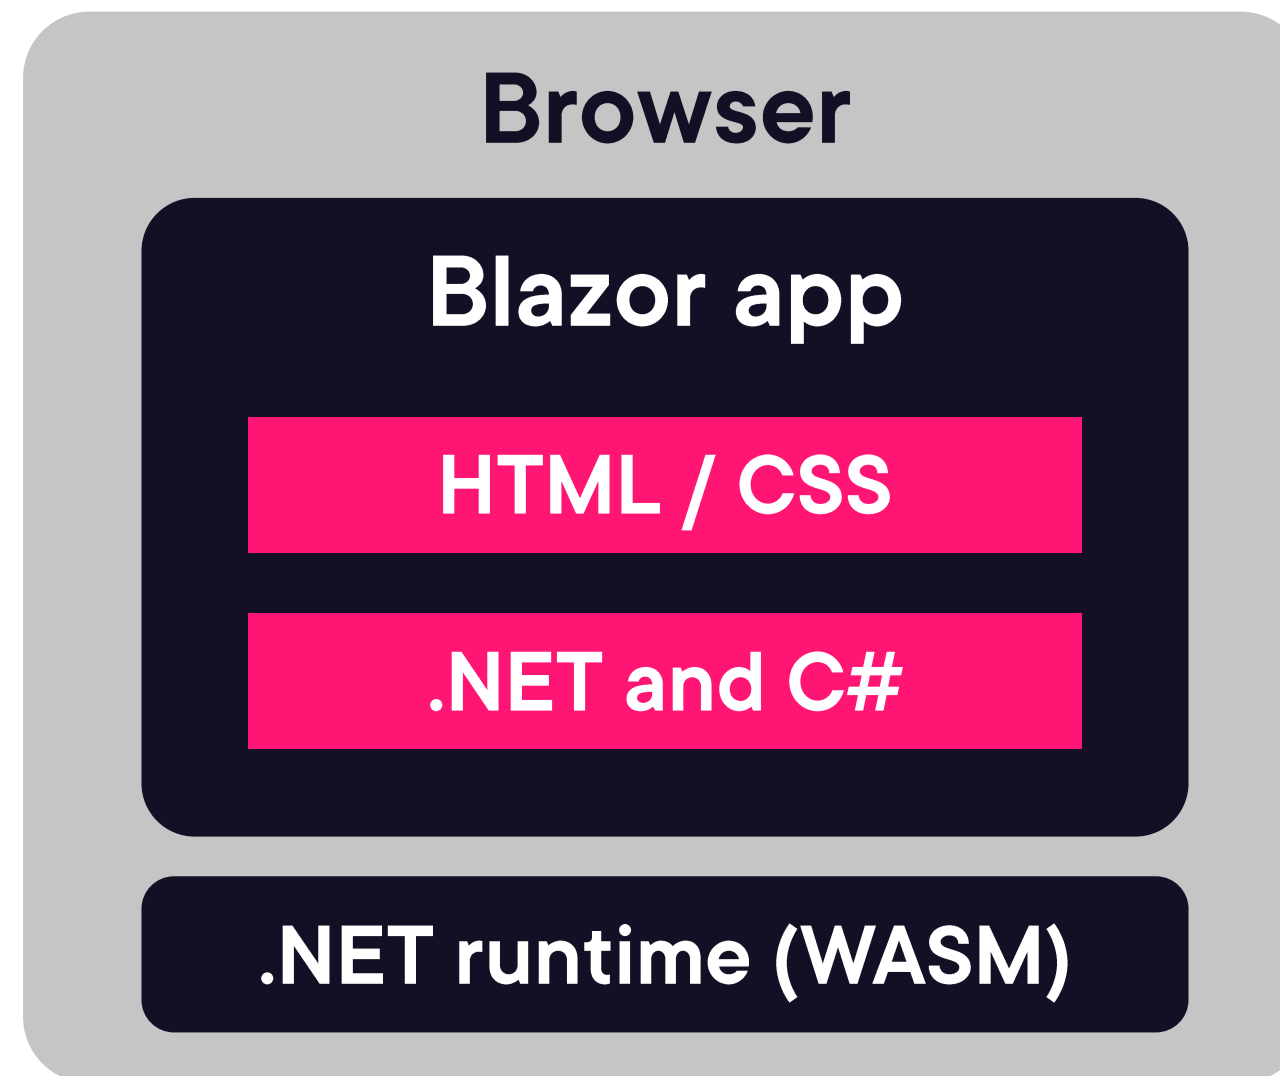 Browser
Blazor app
HTML / CSS
.NET and C#
.NET runtime (WASM)